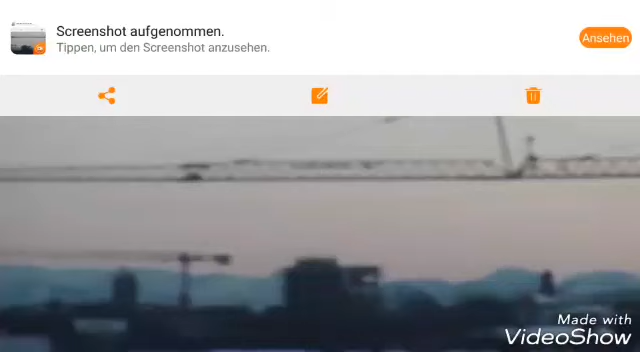 Screenshot aufgenommen.
Tippen, um den Screenshot anzusehen.
Ansehen
Made with
VideoShow